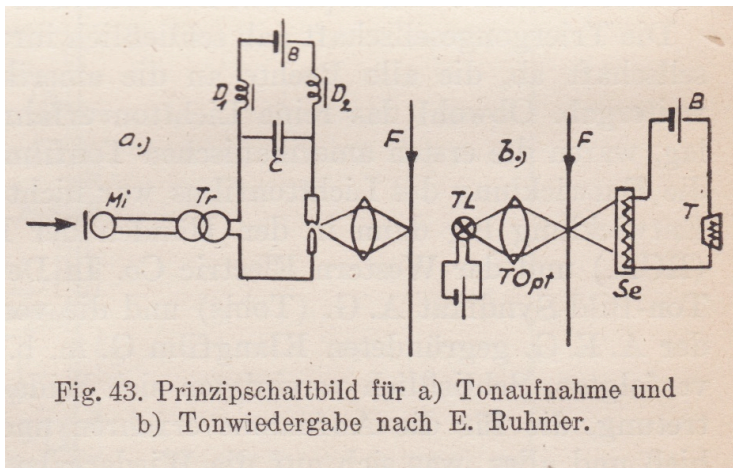 B
D1 D2
C
a.)
Mi Tr
F
b.)
F
TL
TOpt
Se
B
T
Fig. 43. Prinzipschaltbild für a) Tonaufnahme und
b) Tonwiedergabe nach E. Ruhmer.